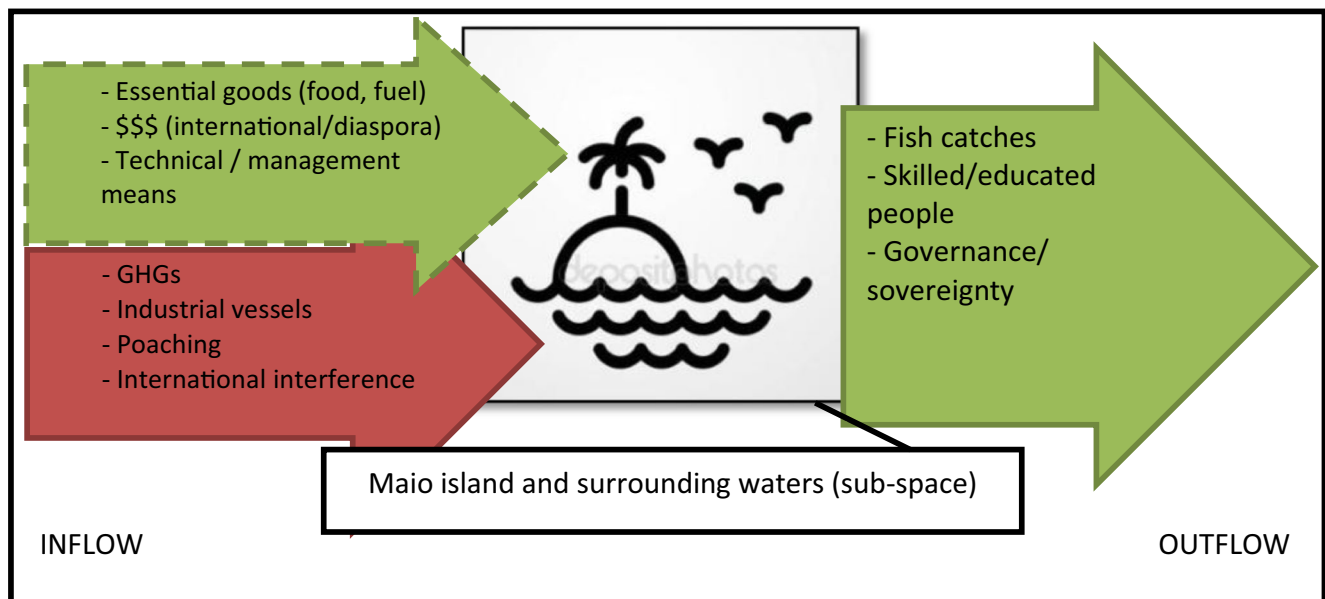 - Essential goods (food, fuel)
- $$$ (international/diaspora)
- Technical / management
means
- GHGs
- Industrial vessels
- Poaching
- International interference
depositphotos
- Fish catches
- Skilled/educated
people
- Governance/
sovereignty
Maio island and surrounding waters (sub-space)
INFLOW
OUTFLOW